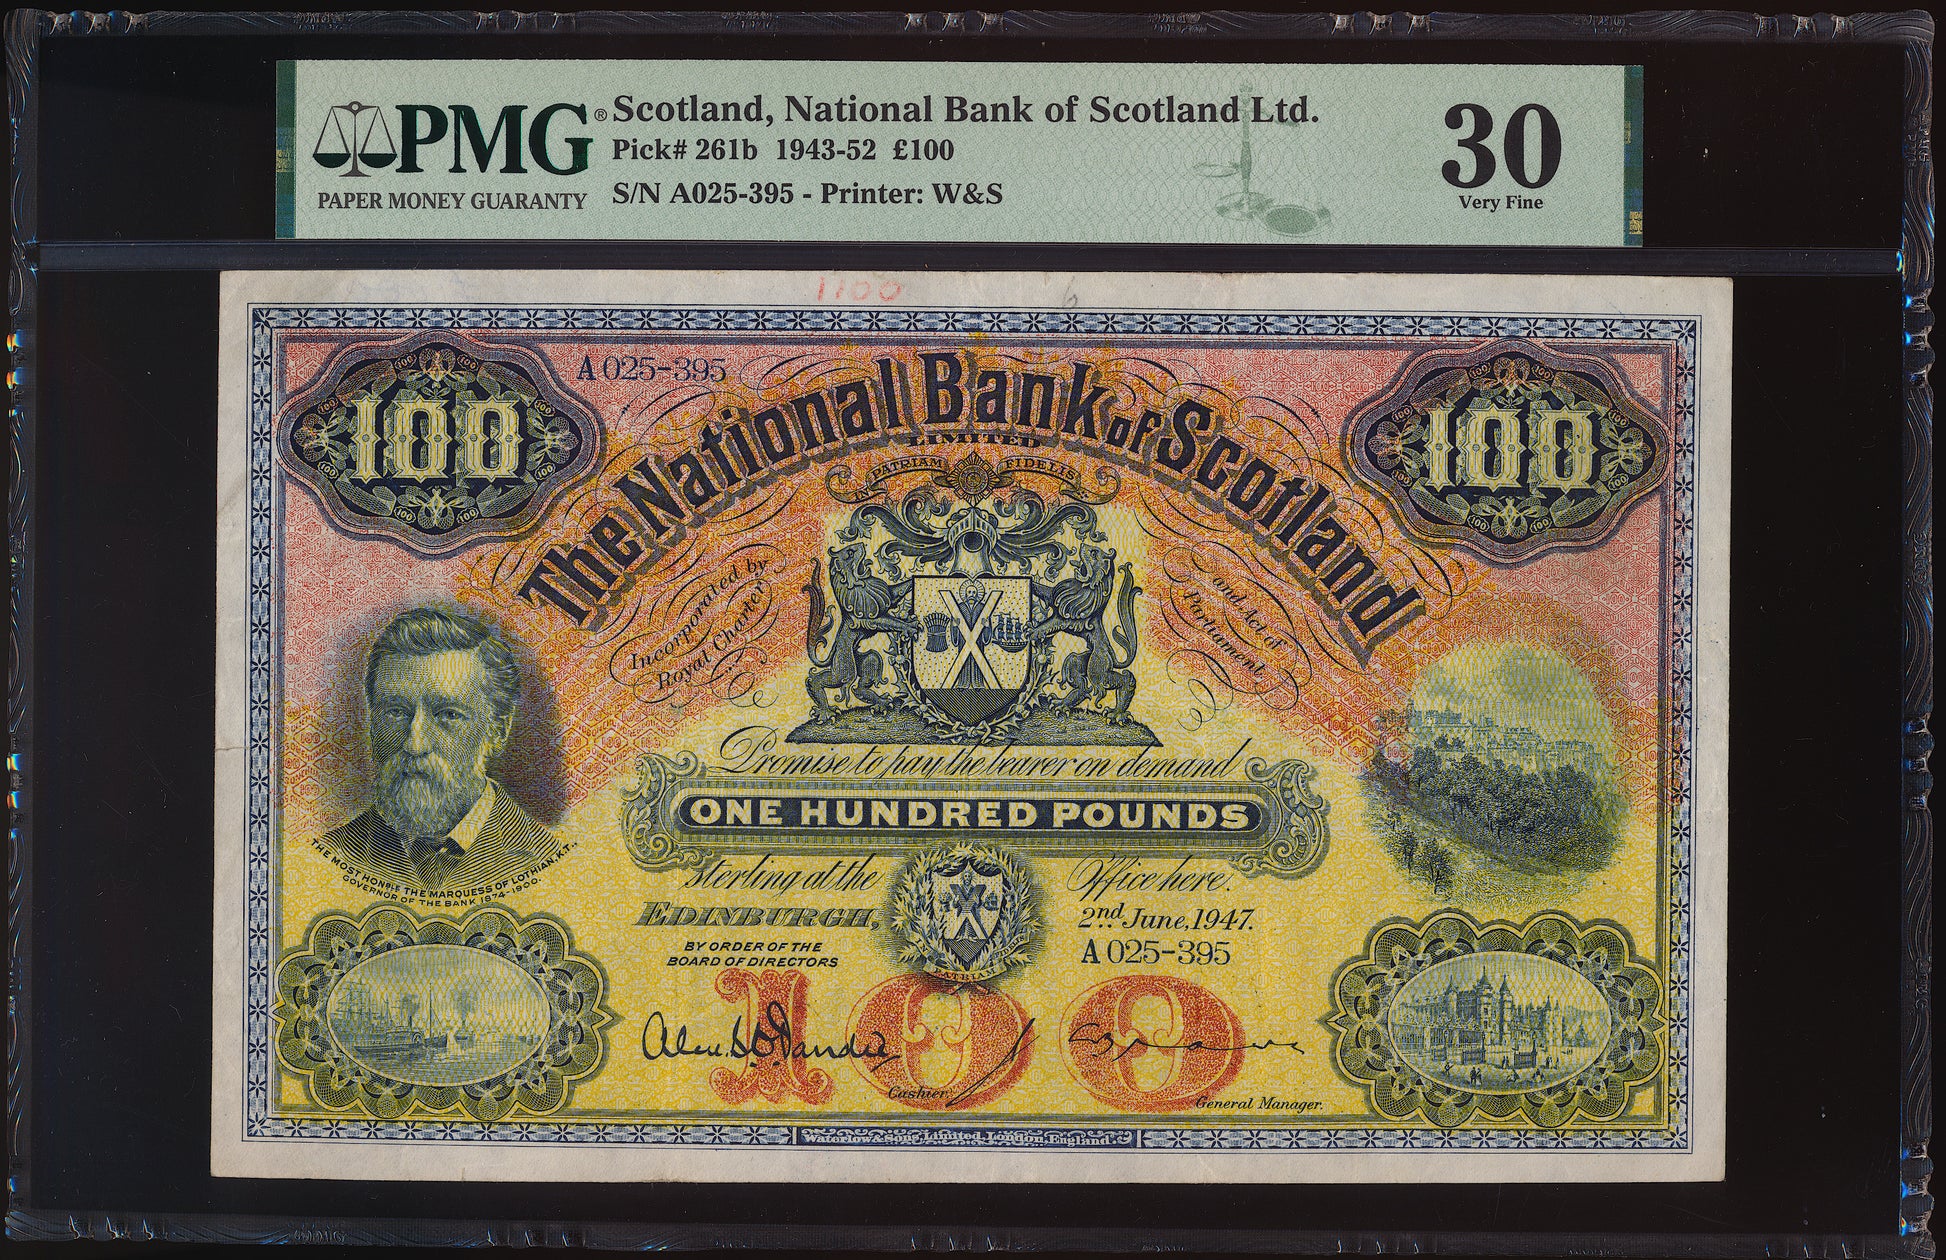 PMG®
PAPER MONEY GUARANTY
Scotland, National Bank of Scotland Ltd.
Pick# 261b 1943-52 £100
S/N A025-395 - Printer: W&S
30
Very Fine
1100
6
100
A 025-395
100
The National Bank of Scotland
LIMITED
IN PATRIAM FIDELIS
Incorporated by
Royal Charter
and Act of
Parliament,
Promise to pay the bearer on demand
ONE HUNDRED POUNDS
sterling at the Office here.
THE MOST HONBLE THE MARQUESS OF LOTHIAN, K.T.,
GOVERNOR OF THE BANK 1874-1900.
EDINBURGH, 2nd. June, 1947.
BY ORDER OF THE
BOARD OF DIRECTORS
A 025-395
100
Cashier.
General Manager.
Waterlow & Sons Limited, London, England.